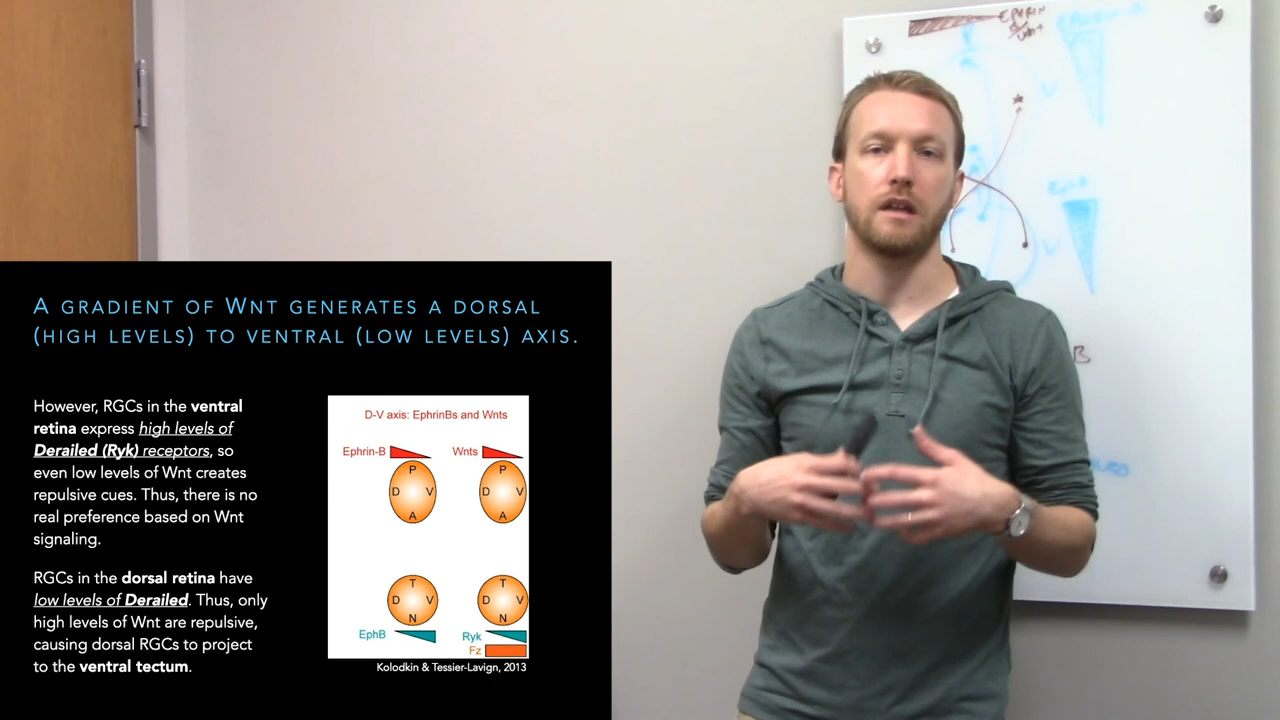 A GRADIENT OF WNT GENERATES A DORSAL
(HIGH LEVELS) TO VENTRAL (LOW LEVELS) AXIS.
However, RGCs in the ventral
retina express high levels of
Derailed (Ryk) receptors, so
even low levels of Wnt creates
repulsive cues. Thus, there is no
real preference based on Wnt
signaling.
RGCs in the dorsal retina have
low levels of Derailed. Thus, only
high levels of Wnt are repulsive,
causing dorsal RGCs to project
to the ventral tectum.
D-V axis: EphrinBs and Wnts
Ephrin-B Wnts
P P
D V D V
A A
T T
D V D V
N N
EphB Ryk
Fz
Kolodkin & Tessier-Lavign, 2013
EPHRIN
V
V
B